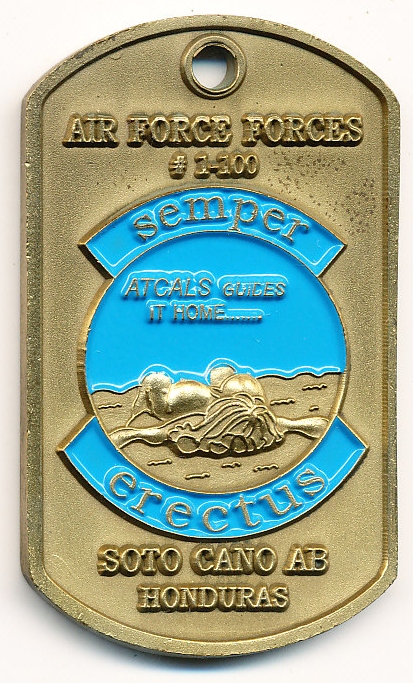 AIR FORCE FORCES
# 1-100
semper
ATCALS GUIDES
IT HOME......
erectus
SOTO CANO AB
HONDURAS